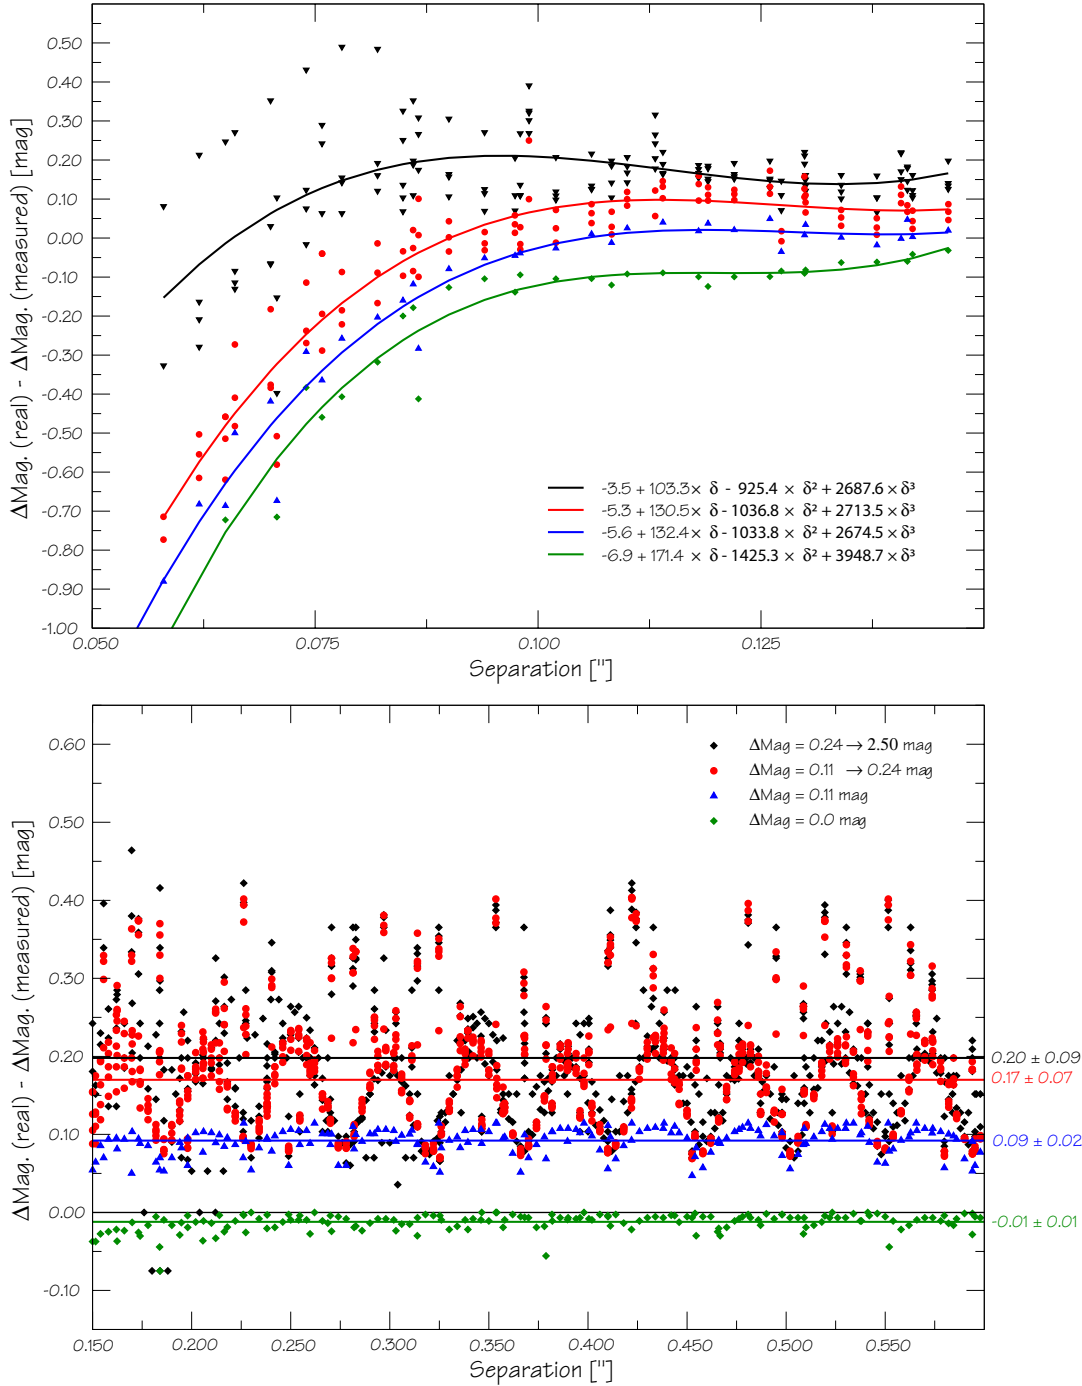 0.50
0.40
0.30
0.20
0.10
0.00
-0.10
-0.20
-0.30
-0.40
-0.50
-0.60
-0.70
-0.80
-0.90
-1.00
ΔMag. (real) - ΔMag. (measured) [mag]
-3.5 + 103.3 × δ - 925.4 × δ² + 2687.6 × δ³
-5.3 + 130.5 × δ - 1036.8 × δ² + 2713.5 × δ³
-5.6 + 132.4 × δ - 1033.8 × δ² + 2674.5 × δ³
-6.9 + 171.4 × δ - 1425.3 × δ² + 3948.7 × δ³
0.050 0.075 0.100 0.125
Separation ["]
0.60
0.50
0.40
0.30
0.20
0.10
0.00
-0.10
ΔMag. (real) - ΔMag. (measured) [mag]
ΔMag = 0.24 → 2.50 mag
ΔMag = 0.11 → 0.24 mag
ΔMag = 0.11 mag
ΔMag = 0.0 mag
0.20 ± 0.09
0.17 ± 0.07
0.09 ± 0.02
-0.01 ± 0.01
0.150 0.200 0.250 0.300 0.350 0.400 0.450 0.500 0.550
Separation ["]